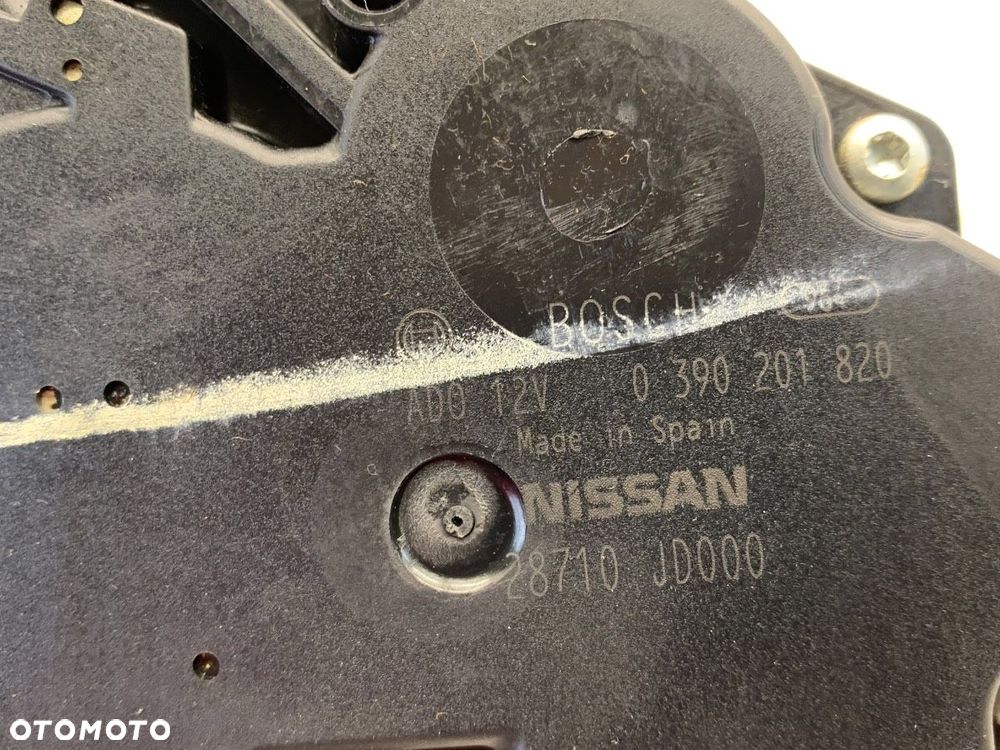 BOSCH
ADO 12V 0 390 201 820
Made in Spain
NISSAN
28710 JD000
OTOMOTO